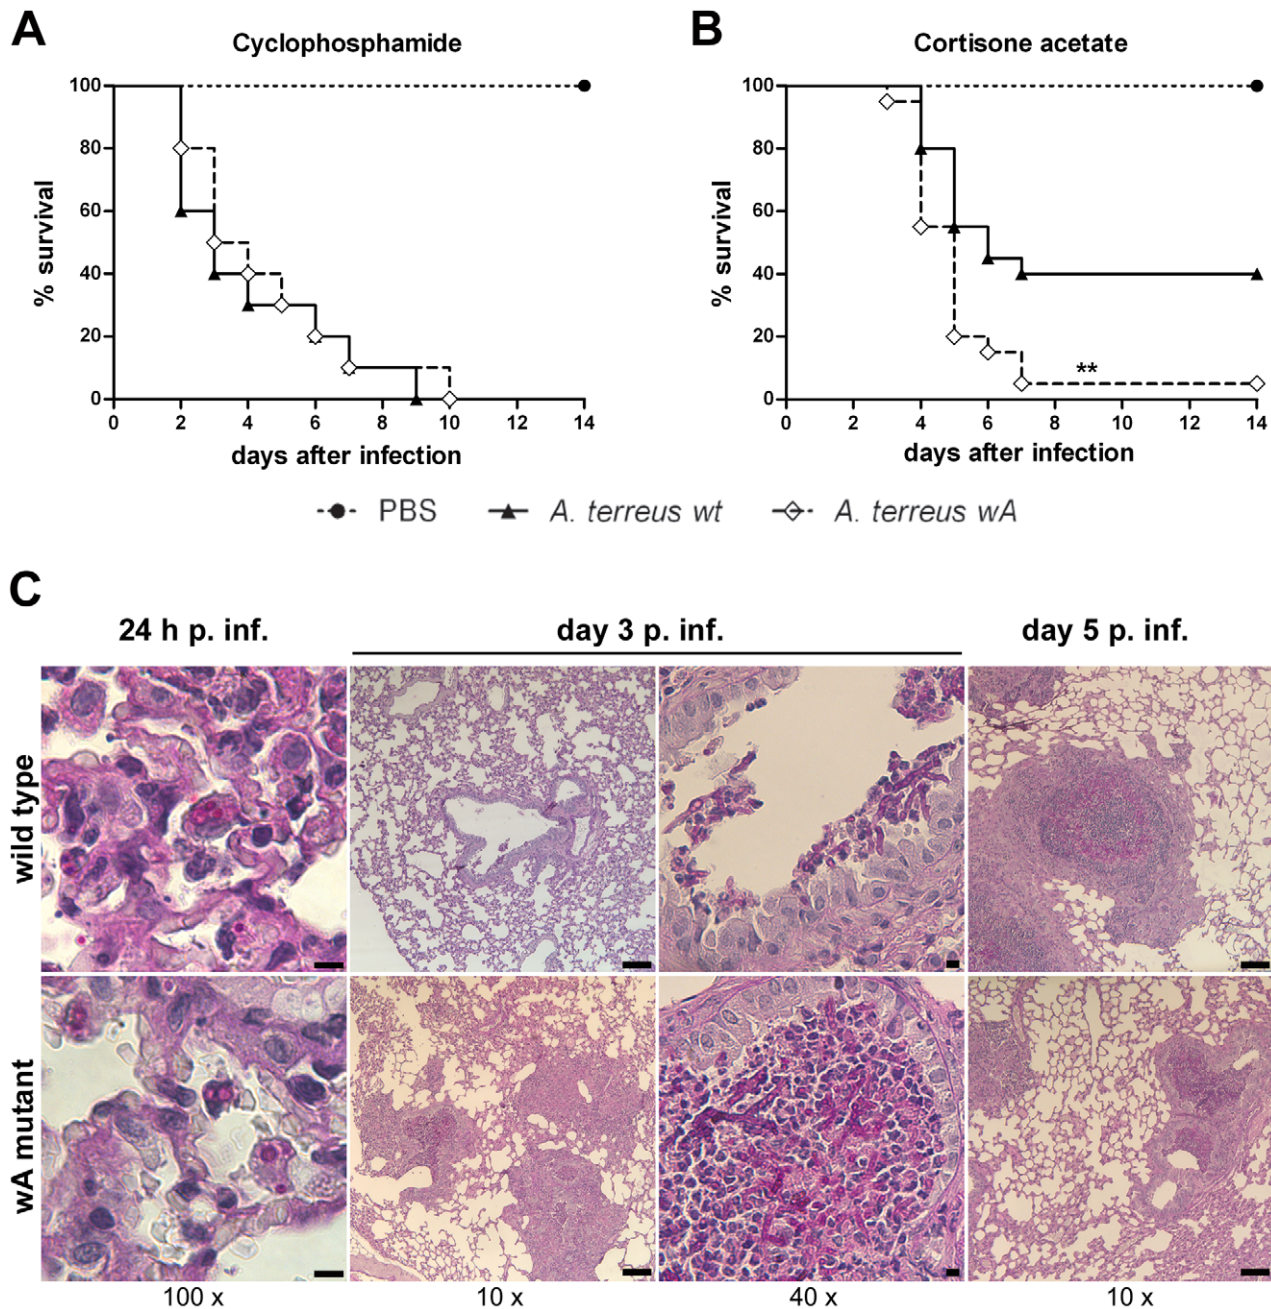 A
Cyclophosphamide
% survival
100
80
60
40
20
0
0 2 4 6 8 10 12 14
days after infection
B
Cortisone acetate
% survival
100
80
60
40
20
0
**
0 2 4 6 8 10 12 14
days after infection
PBS A. terreus wt A. terreus wA
C
24 h p. inf. day 3 p. inf. day 5 p. inf.
wild type
wA mutant
100 x 10 x 40 x 10 x